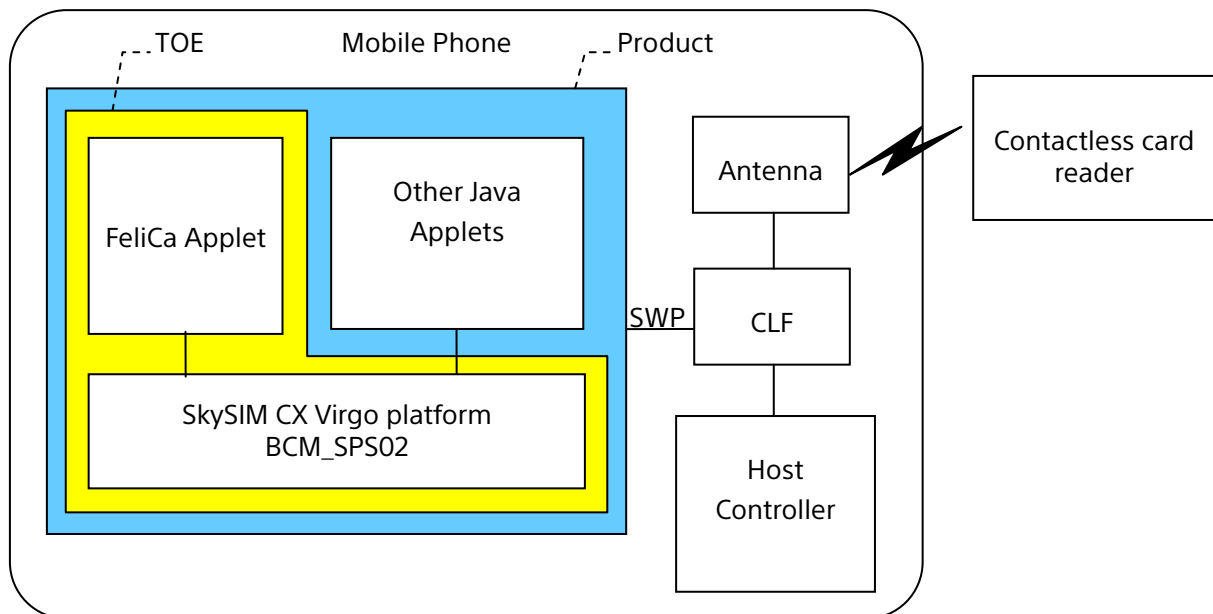 TOE
Mobile Phone
Product
Contactless card
reader
Antenna
Other Java
Applets
FeliCa Applet
SWP
CLF
SkySIM CX Virgo platform
BCM_SPS02
Host
Controller